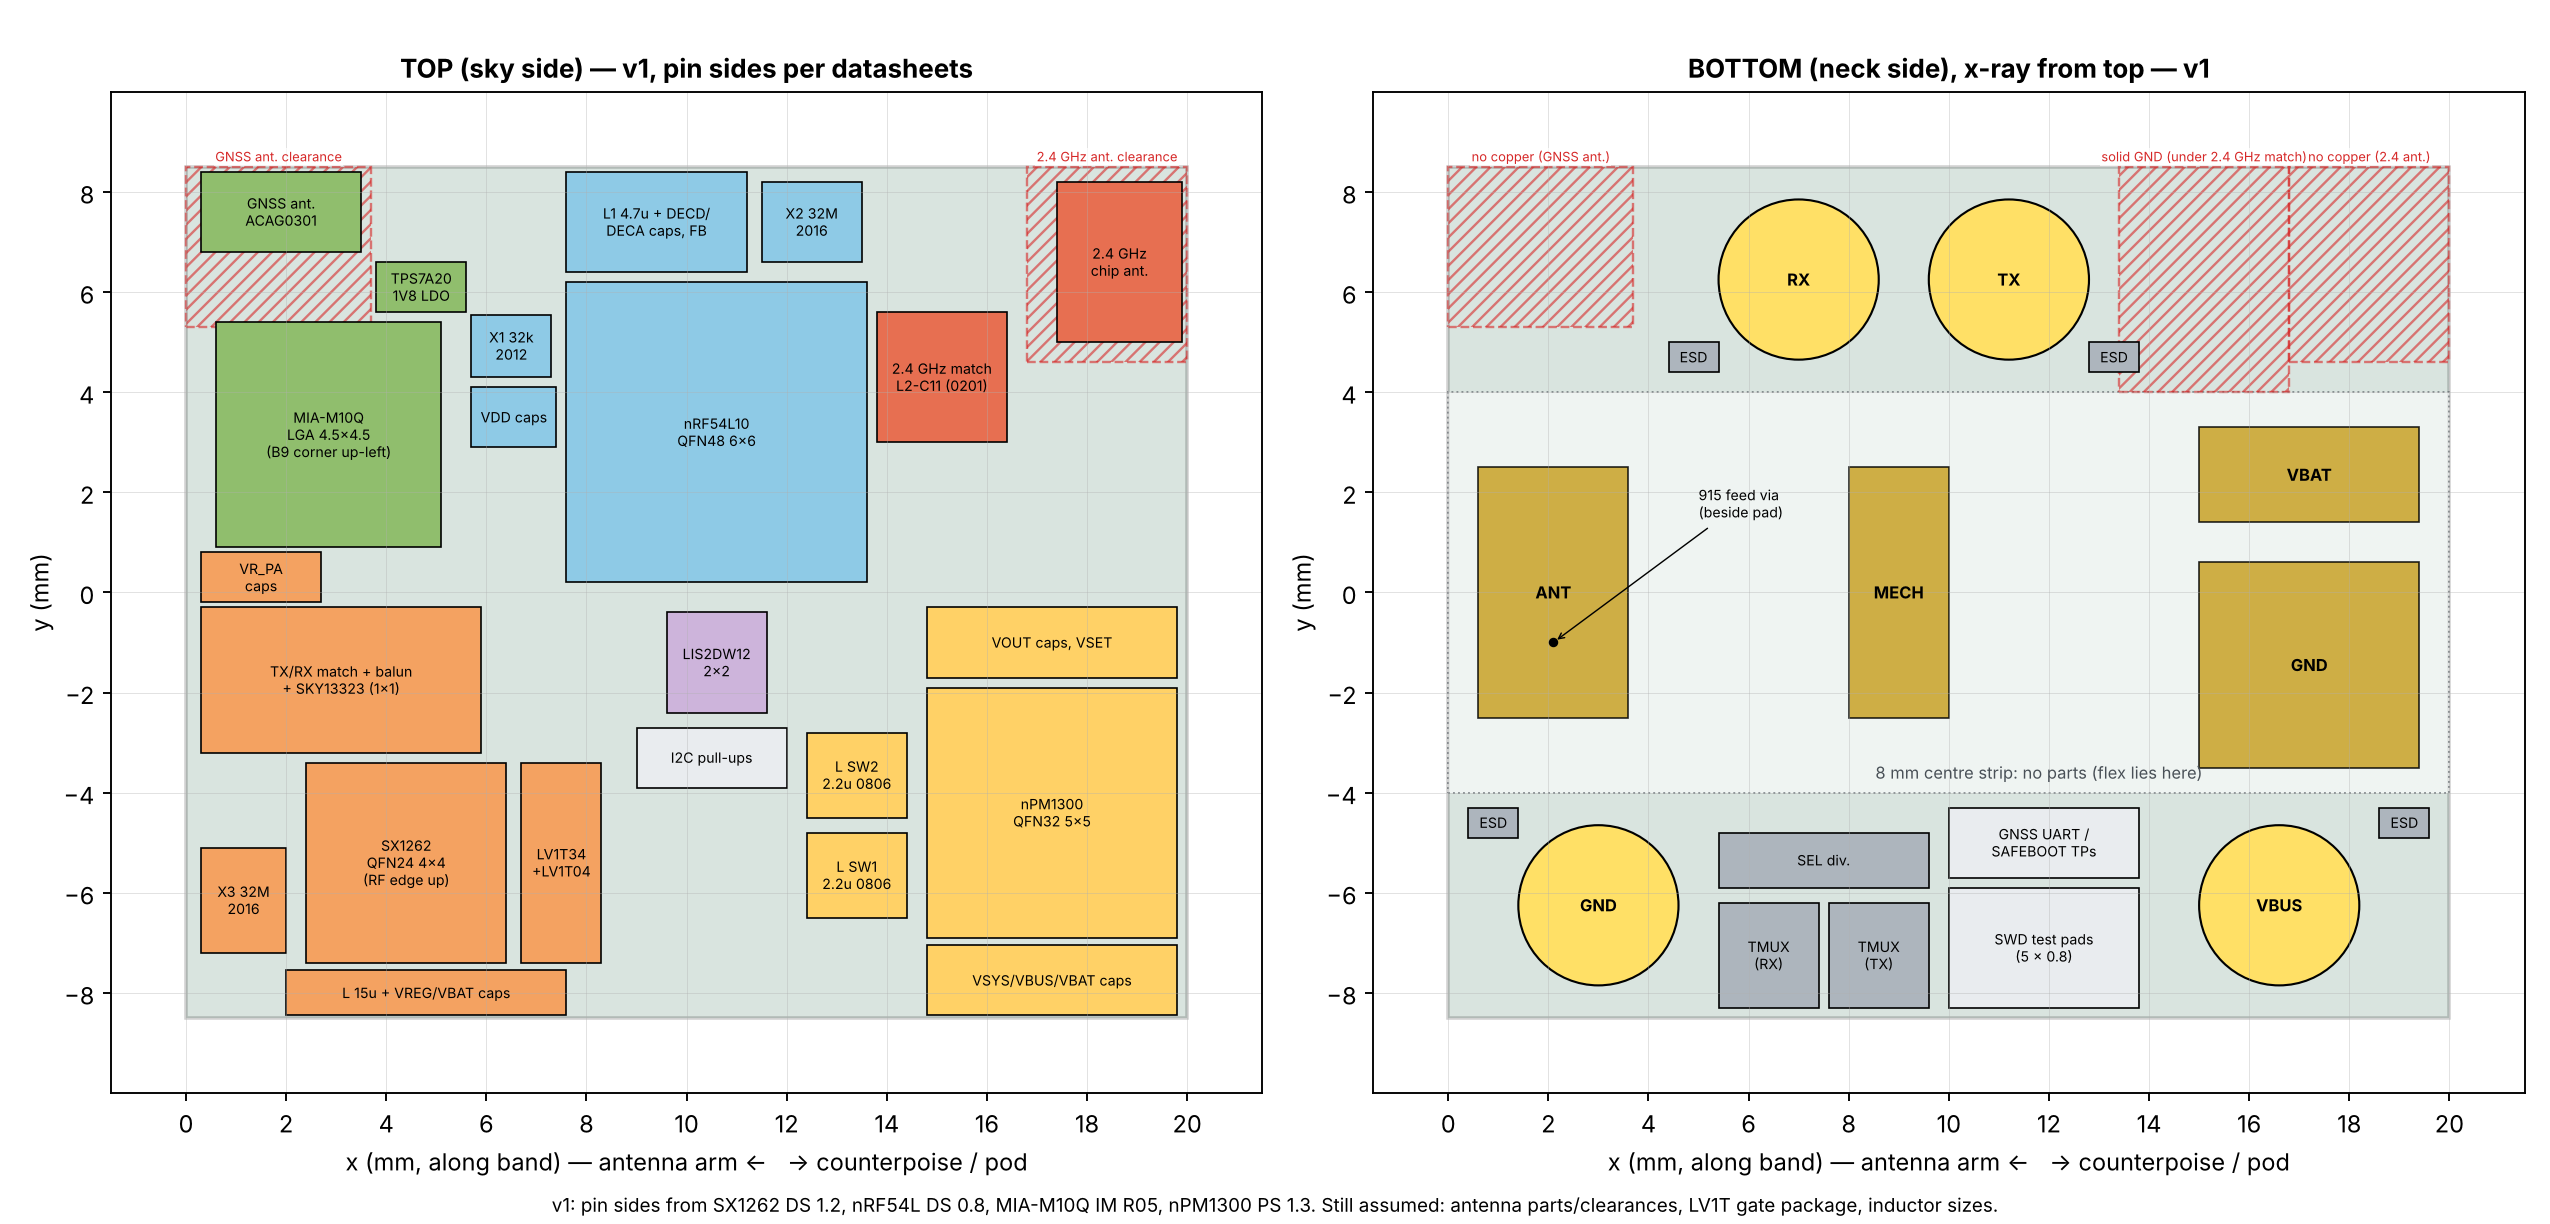 TOP (sky side) — v1, pin sides per datasheets
GNSS ant. clearance
2.4 GHz ant. clearance
GNSS ant.
ACAG0301
L1 4.7u + DECD/
DECA caps, FB
X2 32M
2016
2.4 GHz
chip ant.
TPS7A20
1V8 LDO
X1 32k
2012
VDD caps
2.4 GHz match
L2-C11 (0201)
MIA-M10Q
LGA 4.5×4.5
(B9 corner up-left)
nRF54L10
QFN48 6×6
VR_PA
caps
TX/RX match + balun
+ SKY13323 (1×1)
LIS2DW12
2×2
VOUT caps, VSET
I2C pull-ups
L SW2
2.2u 0806
nPM1300
QFN32 5×5
SX1262
QFN24 4×4
(RF edge up)
LV1T34
+LV1T04
L SW1
2.2u 0806
X3 32M
2016
L 15u + VREG/VBAT caps
VSYS/VBUS/VBAT caps
8
6
4
2
0
−2
−4
−6
−8
y (mm)
0 2 4 6 8 10 12 14 16 18 20
x (mm, along band) — antenna arm ← → counterpoise / pod
BOTTOM (neck side), x-ray from top — v1
no copper (GNSS ant.)
solid GND (under 2.4 GHz match)
no copper (2.4 ant.)
RX
TX
ESD
ESD
915 feed via
(beside pad)
VBAT
ANT
MECH
GND
8 mm centre strip: no parts (flex lies here)
ESD
ESD
GND
SEL div.
GNSS UART /
SAFEBOOT TPs
TMUX
(RX)
TMUX
(TX)
SWD test pads
(5 × 0.8)
VBUS
8
6
4
2
0
−2
−4
−6
−8
y (mm)
0 2 4 6 8 10 12 14 16 18 20
x (mm, along band) — antenna arm ← → counterpoise / pod
v1: pin sides from SX1262 DS 1.2, nRF54L DS 0.8, MIA-M10Q IM R05, nPM1300 PS 1.3. Still assumed: antenna parts/clearances, LV1T gate package, inductor sizes.